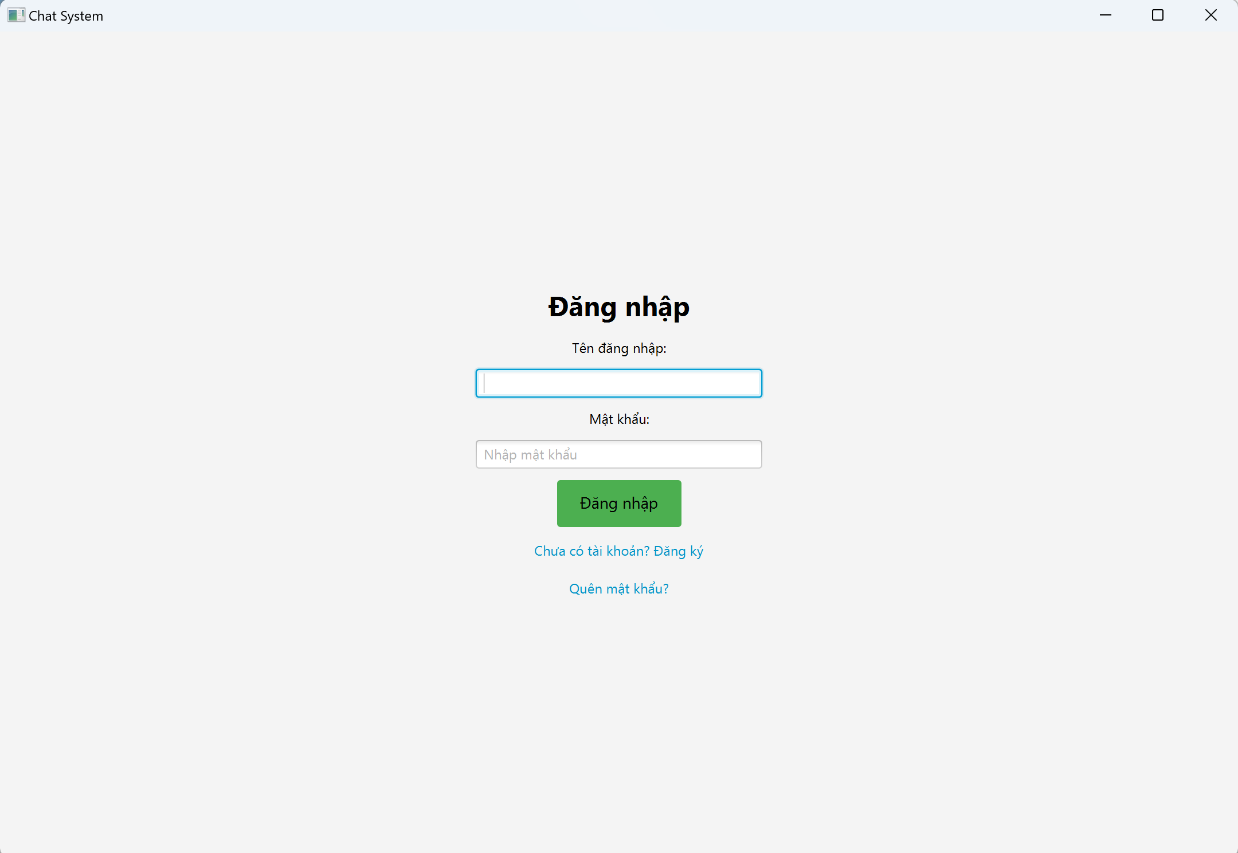 Chat System
Đăng nhập
Tên đăng nhập:
Mật khẩu:
Nhập mật khẩu
Đăng nhập
Chưa có tài khoản? Đăng ký
Quên mật khẩu?